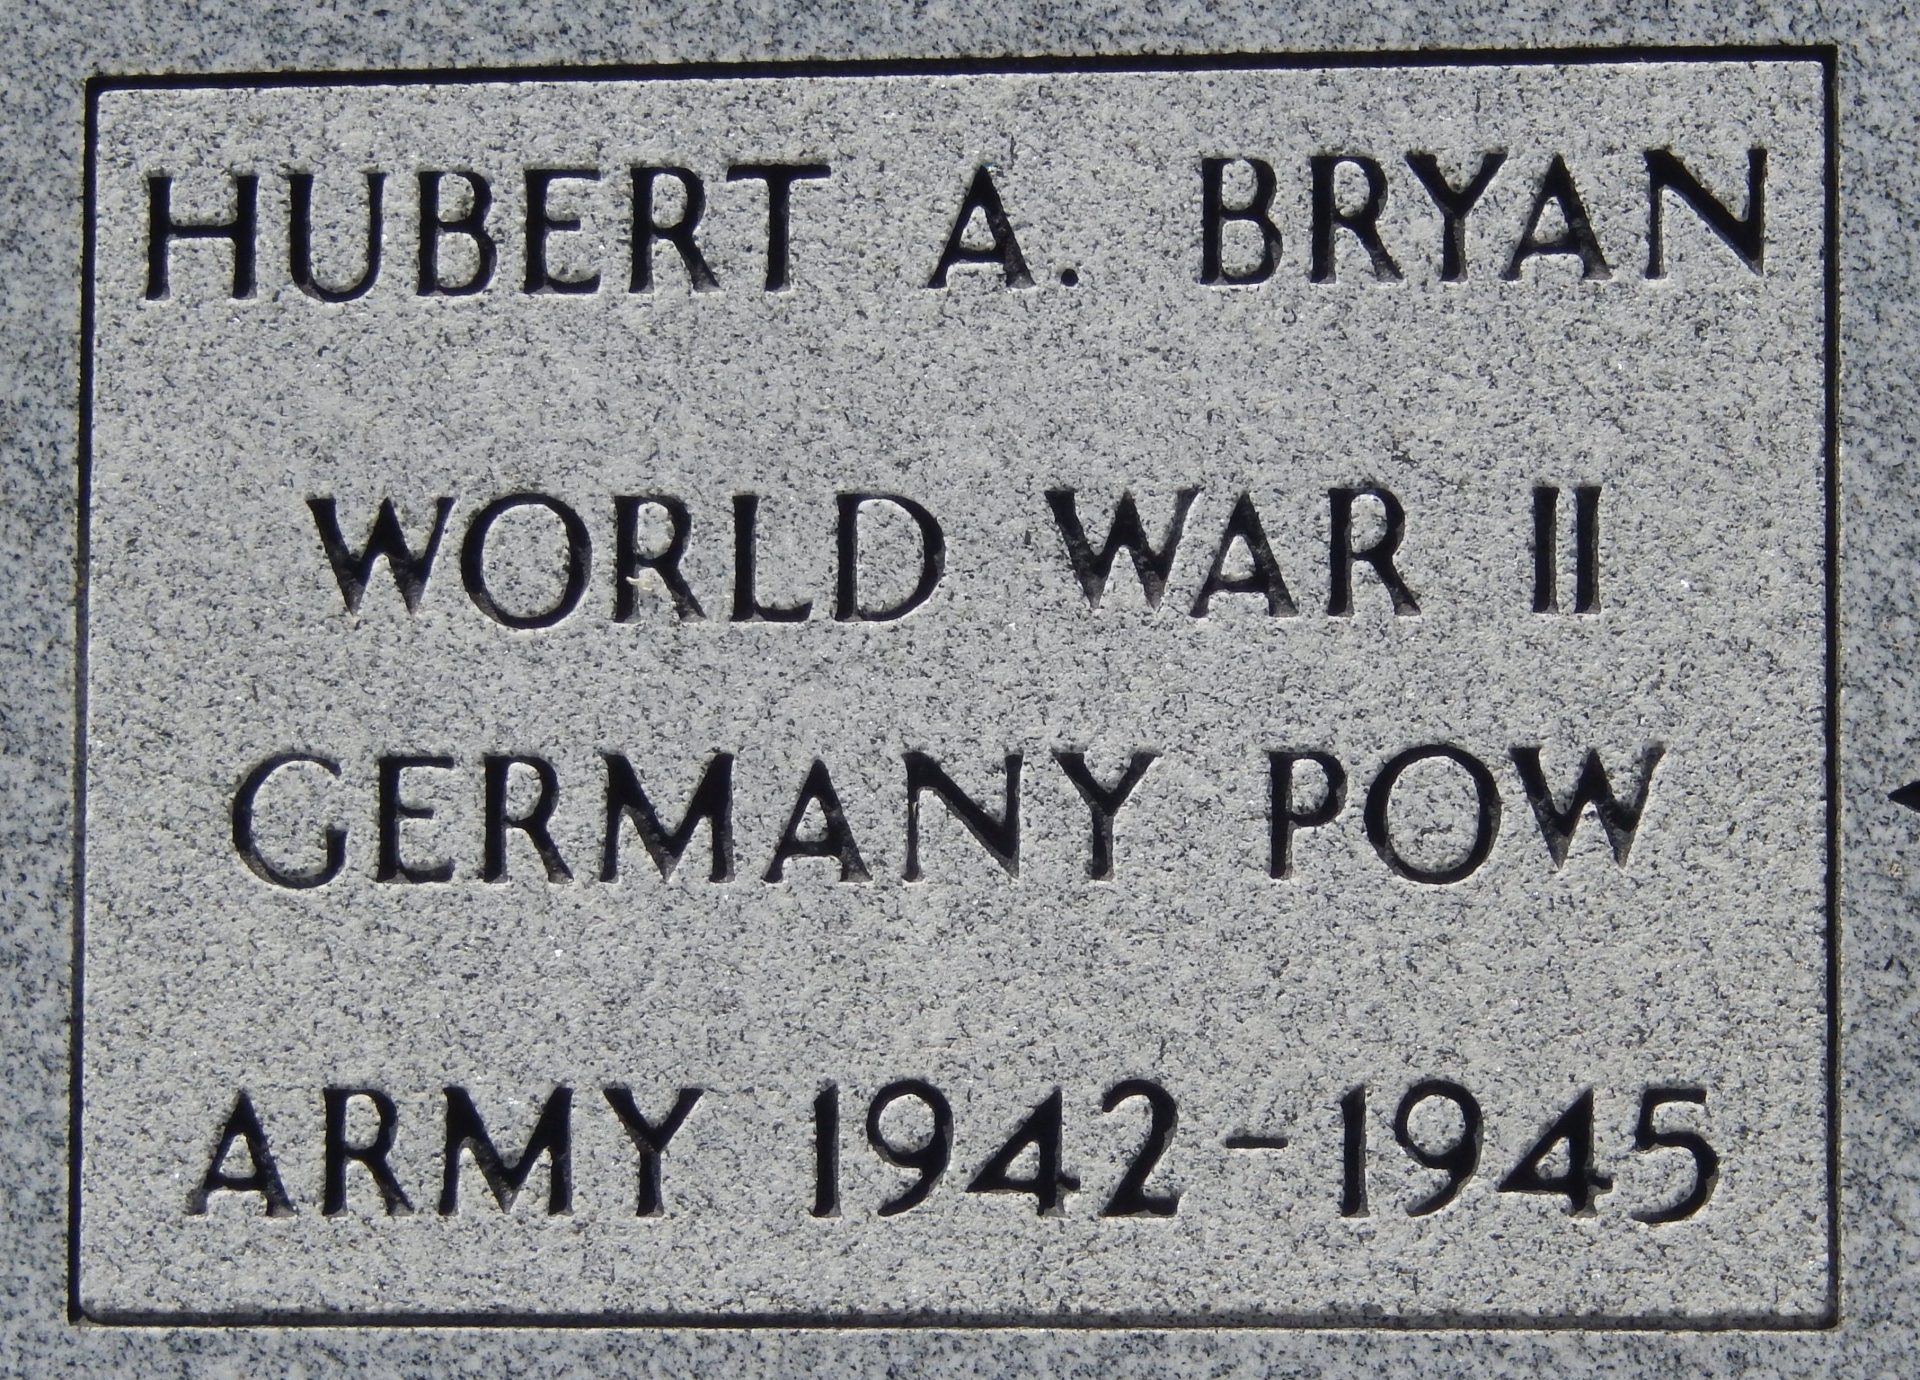 HUBERT A. BRYAN
WORLD WAR II
GERMANY POW
ARMY 1942-1945